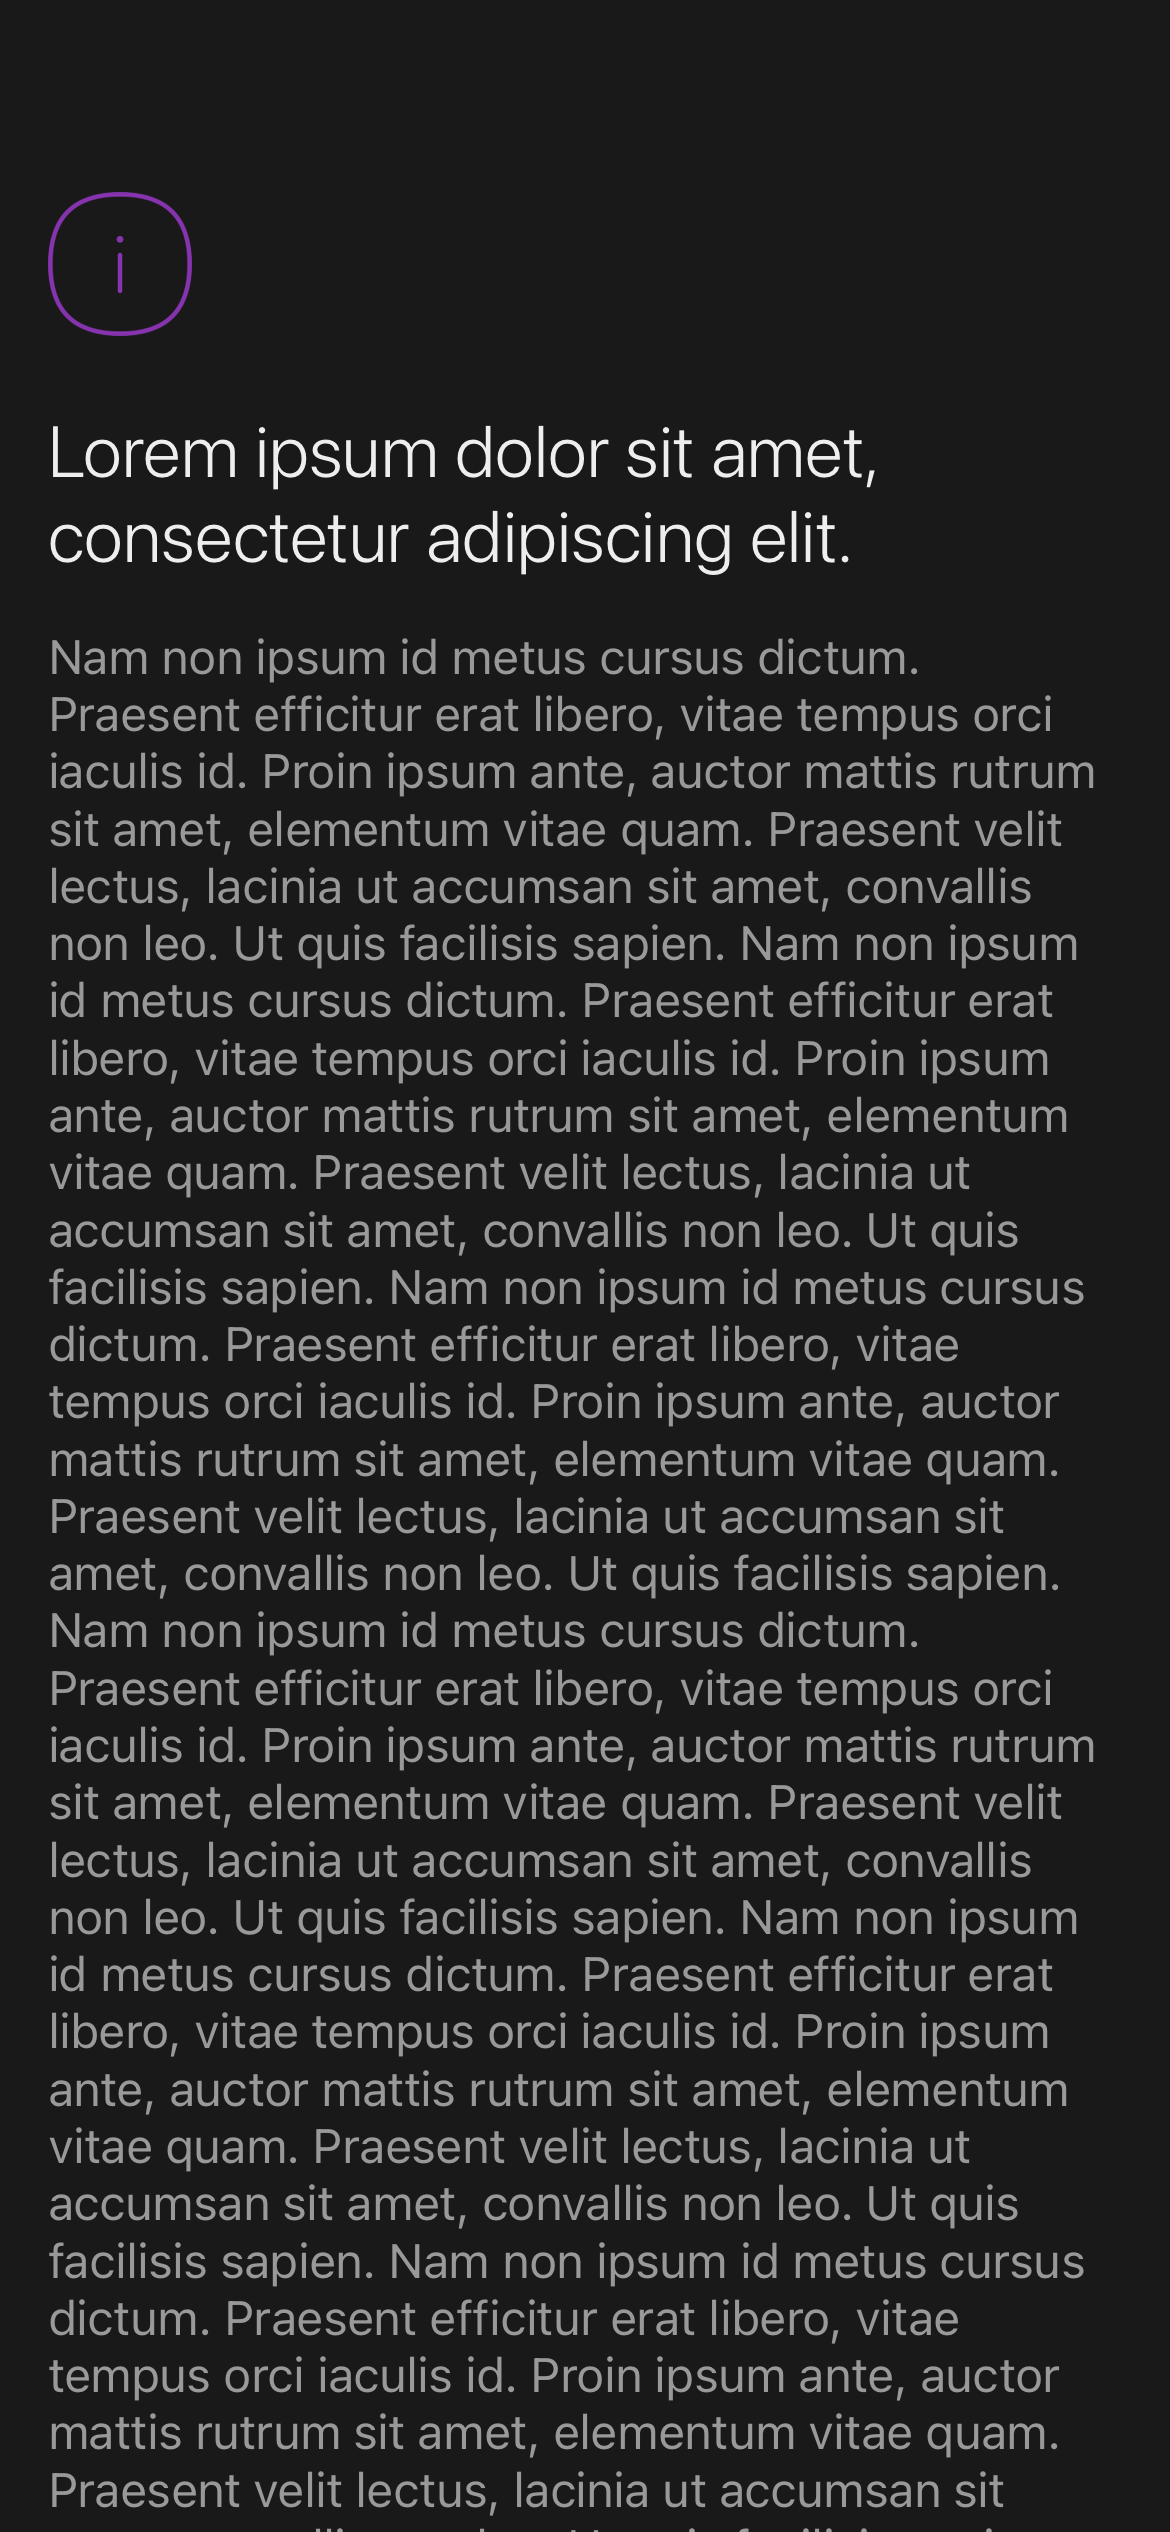 i
Lorem ipsum dolor sit amet,
consectetur adipiscing elit.
Nam non ipsum id metus cursus dictum.
Praesent efficitur erat libero, vitae tempus orci
iaculis id. Proin ipsum ante, auctor mattis rutrum
sit amet, elementum vitae quam. Praesent velit
lectus, lacinia ut accumsan sit amet, convallis
non leo. Ut quis facilisis sapien. Nam non ipsum
id metus cursus dictum. Praesent efficitur erat
libero, vitae tempus orci iaculis id. Proin ipsum
ante, auctor mattis rutrum sit amet, elementum
vitae quam. Praesent velit lectus, lacinia ut
accumsan sit amet, convallis non leo. Ut quis
facilisis sapien. Nam non ipsum id metus cursus
dictum. Praesent efficitur erat libero, vitae
tempus orci iaculis id. Proin ipsum ante, auctor
mattis rutrum sit amet, elementum vitae quam.
Praesent velit lectus, lacinia ut accumsan sit
amet, convallis non leo. Ut quis facilisis sapien.
Nam non ipsum id metus cursus dictum.
Praesent efficitur erat libero, vitae tempus orci
iaculis id. Proin ipsum ante, auctor mattis rutrum
sit amet, elementum vitae quam. Praesent velit
lectus, lacinia ut accumsan sit amet, convallis
non leo. Ut quis facilisis sapien. Nam non ipsum
id metus cursus dictum. Praesent efficitur erat
libero, vitae tempus orci iaculis id. Proin ipsum
ante, auctor mattis rutrum sit amet, elementum
vitae quam. Praesent velit lectus, lacinia ut
accumsan sit amet, convallis non leo. Ut quis
facilisis sapien. Nam non ipsum id metus cursus
dictum. Praesent efficitur erat libero, vitae
tempus orci iaculis id. Proin ipsum ante, auctor
mattis rutrum sit amet, elementum vitae quam.
Praesent velit lectus, lacinia ut accumsan sit